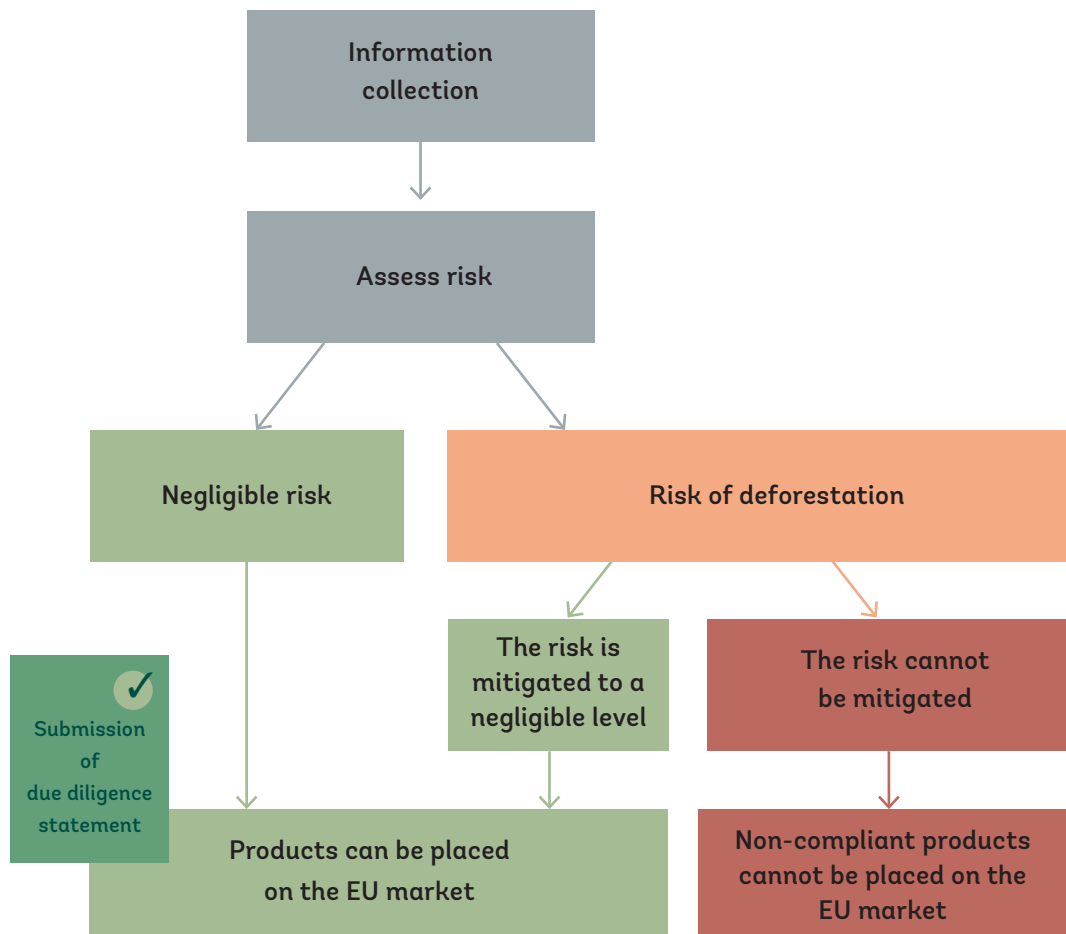 Information
collection
Assess risk
Negligible risk
Risk of deforestation
The risk is
mitigated to a
negligible level
The risk cannot
be mitigated
Submission
of
due diligence
statement
Products can be placed
on the EU market
Non-compliant products
cannot be placed on the
EU market